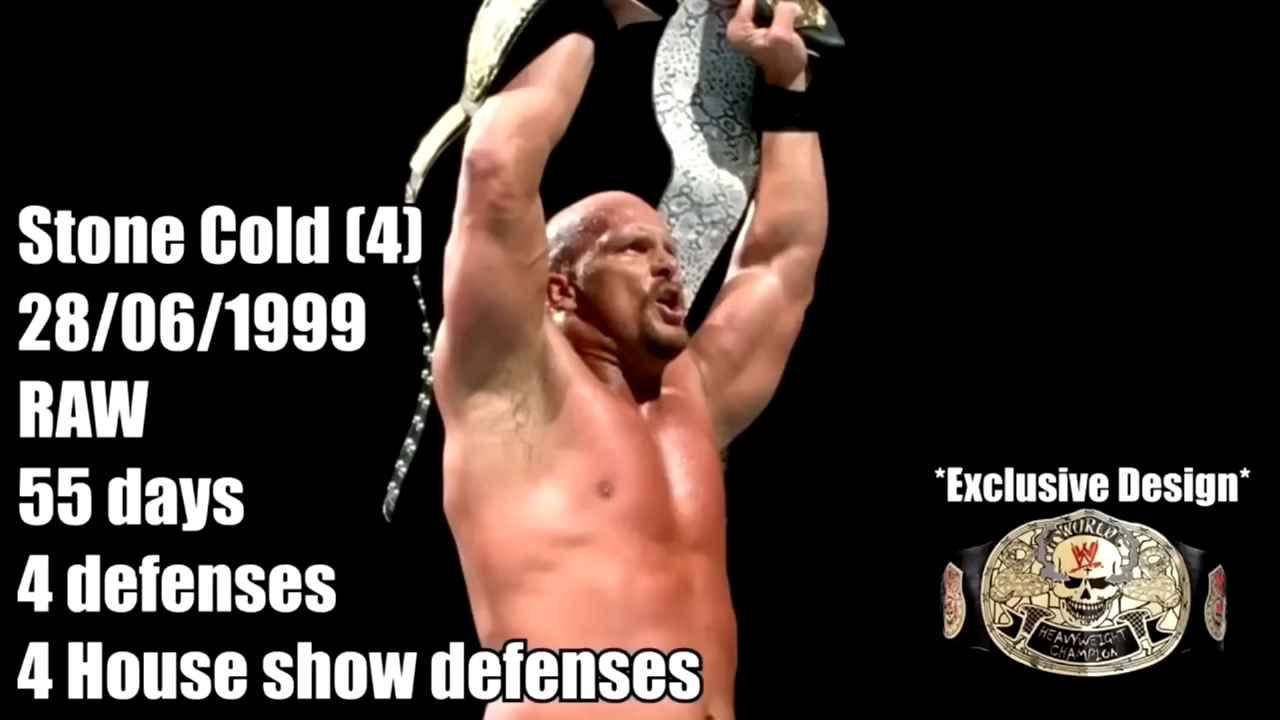 Stone Cold (4)
28/06/1999
RAW
55 days
4 defenses
4 House show defenses
*Exclusive Design*
WORLD
W
HEAVYWEIGHT
CHAMPION